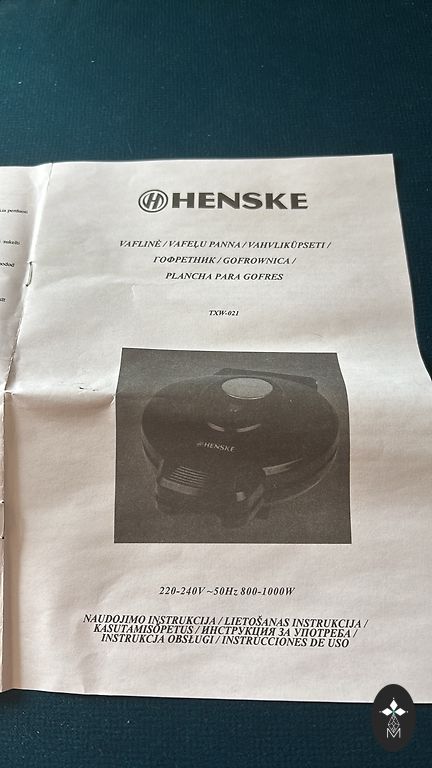 HENSKE
VAFLINĖ / VAFEĻU PANNA / VAHVLIKÜPSETI /
ГОФРЕТНИК / GOFROWNICA /
PLANCHA PARA GOFRES
TXW-021
HENSKE
220-240V ~50Hz 800-1000W
NAUDOJIMO INSTRUKCIJA / LIETOŠANAS INSTRUKCIJA /
KASUTAMISÕPETUS / ИНСТРУКЦИЯ ЗА УПОТРЕБА /
INSTRUKCJA OBSŁUGI / INSTRUCCIONES DE USO
M